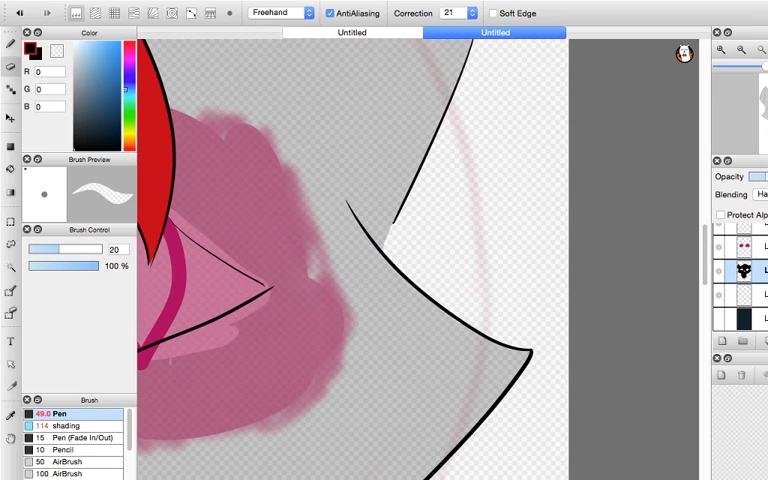 Freehand AntiAliasing Correction 21 Soft Edge
Untitled Untitled
Color
R 0
G 0
B 0
Brush Preview
Brush Control
20
100 %
Brush
49.0 Pen
114 shading
15 Pen (Fade In/Out)
10 Pencil
50 AirBrush
100 AirBrush
T
Opacity
Blending Ha
Protect Alp
L
L
L
L